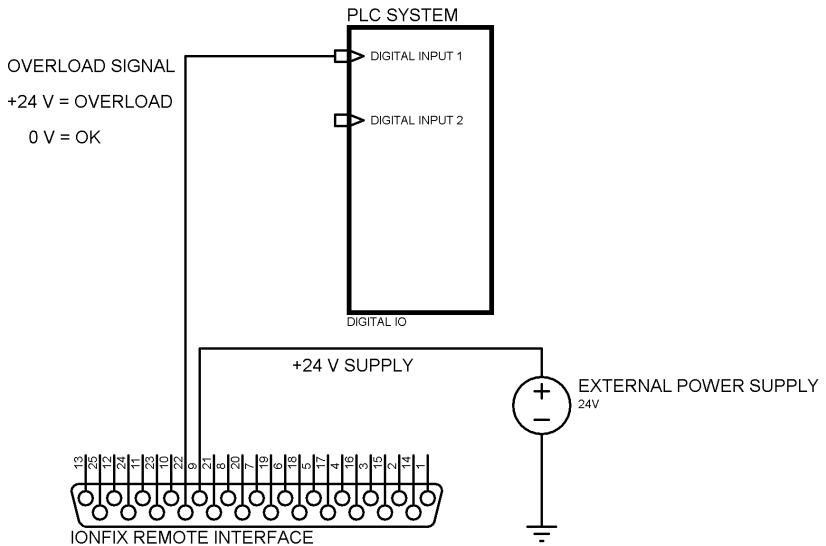 PLC SYSTEM
DIGITAL INPUT 1
OVERLOAD SIGNAL
+24 V = OVERLOAD
DIGITAL INPUT 2
0 V = OK
DIGITAL IO
+24 V SUPPLY
+
EXTERNAL POWER SUPPLY
24V
13 25 12 24 11 23 10 22 9 21 8 20 7 19 6 18 5 17 4 16 3 15 2 14 1
IONFIX REMOTE INTERFACE